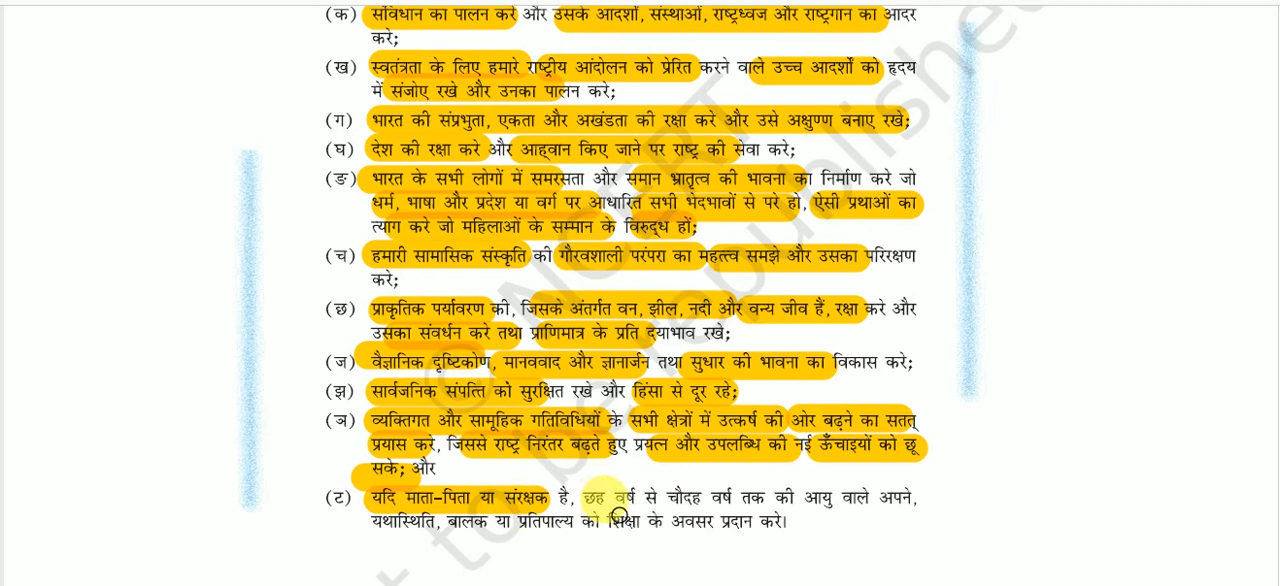 (क) संविधान का पालन करे और उसके आदर्शों, संस्थाओं, राष्ट्रध्वज और राष्ट्रगान का आदर
करे;
(ख) स्वतंत्रता के लिए हमारे राष्ट्रीय आंदोलन को प्रेरित करने वाले उच्च आदर्शों को हृदय
में संजोए रखे और उनका पालन करे;
(ग) भारत की संप्रभुता, एकता और अखंडता की रक्षा करे और उसे अक्षुण्ण बनाए रखे;
(घ) देश की रक्षा करे और आह्वान किए जाने पर राष्ट्र की सेवा करे;
(ङ) भारत के सभी लोगों में समरसता और समान भ्रातृत्व की भावना का निर्माण करे जो
धर्म, भाषा और प्रदेश या वर्ग पर आधारित सभी भेदभावों से परे हो, ऐसी प्रथाओं का
त्याग करे जो महिलाओं के सम्मान के विरुद्ध हों;
(च) हमारी सामासिक संस्कृति की गौरवशाली परंपरा का महत्त्व समझे और उसका परिरक्षण
करे;
(छ) प्राकृतिक पर्यावरण की, जिसके अंतर्गत वन, झील, नदी और वन्य जीव हैं, रक्षा करे और
उसका संवर्धन करे तथा प्राणिमात्र के प्रति दयाभाव रखे;
(ज) वैज्ञानिक दृष्टिकोण, मानववाद और ज्ञानार्जन तथा सुधार की भावना का विकास करे;
(झ) सार्वजनिक संपत्ति को सुरक्षित रखे और हिंसा से दूर रहे;
(ञ) व्यक्तिगत और सामूहिक गतिविधियों के सभी क्षेत्रों में उत्कर्ष की ओर बढ़ने का सतत्
प्रयास करे, जिससे राष्ट्र निरंतर बढ़ते हुए प्रयत्न और उपलब्धि की नई ऊँचाइयों को छू
सके; और
(ट) यदि माता-पिता या संरक्षक है, छह वर्ष से चौदह वर्ष तक की आयु वाले अपने,
यथास्थिति, बालक या प्रतिपाल्य को शिक्षा के अवसर प्रदान करे।
© NCERT
to be republished